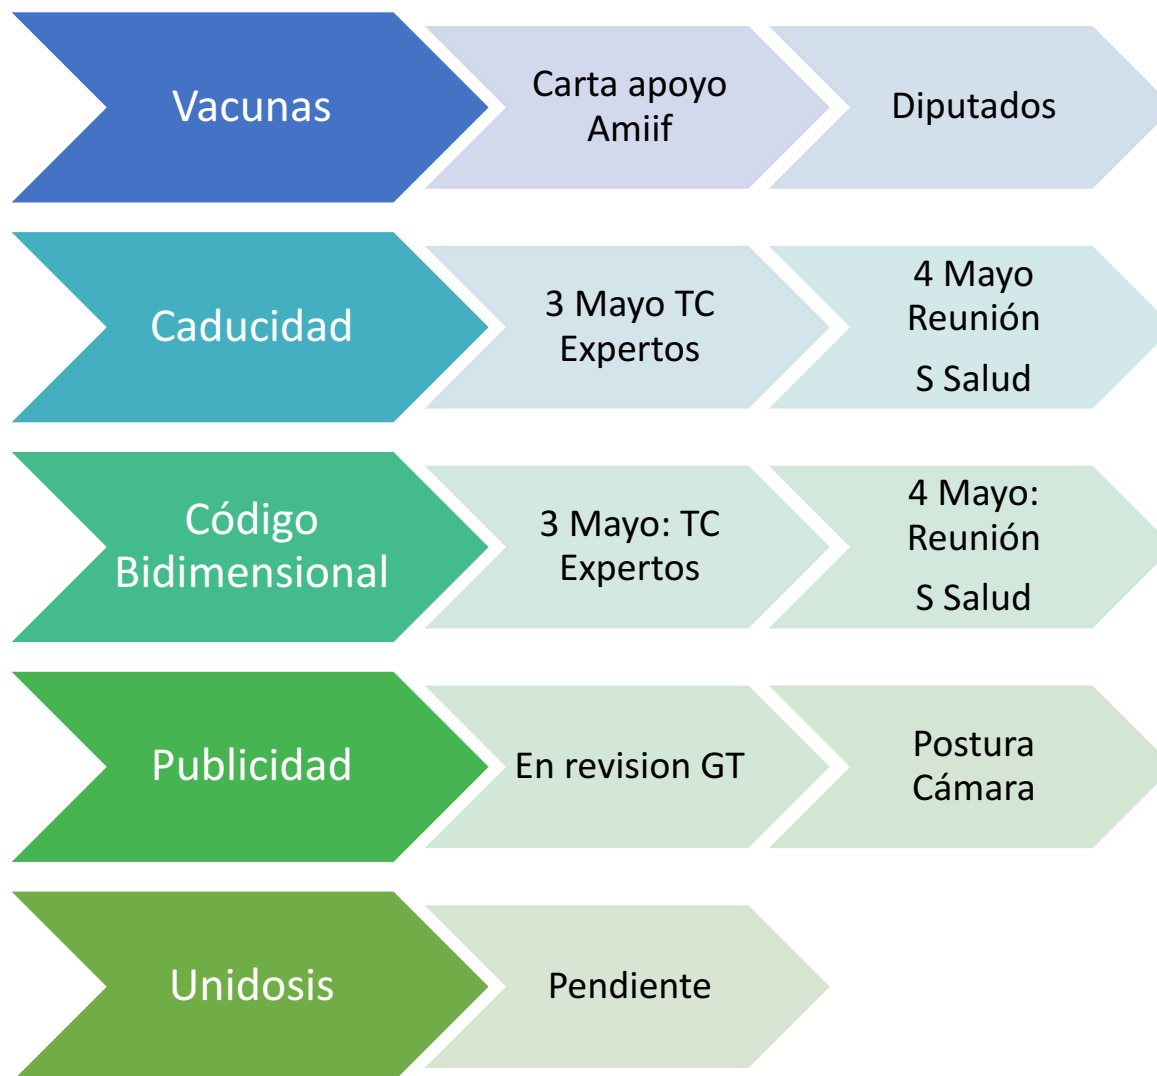 Vacunas
Carta apoyo
Amiif
Diputados
Caducidad
3 Mayo TC
Expertos
4 Mayo
Reunión
S Salud
Código
Bidimensional
3 Mayo: TC
Expertos
4 Mayo:
Reunión
S Salud
Publicidad
En revision GT
Postura
Cámara
Unidosis
Pendiente